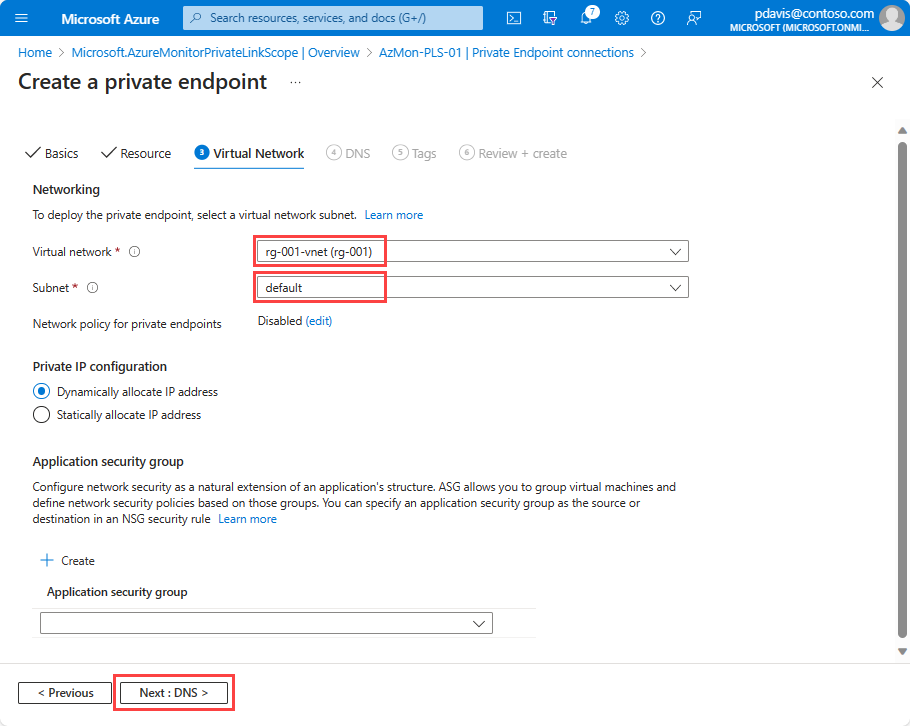 Microsoft Azure
Search resources, services, and docs (G+/)
7
pdavis@contoso.com
MICROSOFT (MICROSOFT.ONMI...
Home > Microsoft.AzureMonitorPrivateLinkScope | Overview > AzMon-PLS-01 | Private Endpoint connections >
Create a private endpoint ...
Basics Resource 3 Virtual Network 4 DNS 5 Tags 6 Review + create
Networking
To deploy the private endpoint, select a virtual network subnet. Learn more
Virtual network * rg-001-vnet (rg-001)
Subnet * default
Network policy for private endpoints Disabled (edit)
Private IP configuration
Dynamically allocate IP address
Statically allocate IP address
Application security group
Configure network security as a natural extension of an application's structure. ASG allows you to group virtual machines and
define network security policies based on those groups. You can specify an application security group as the source or
destination in an NSG security rule Learn more
+ Create
Application security group
< Previous Next : DNS >